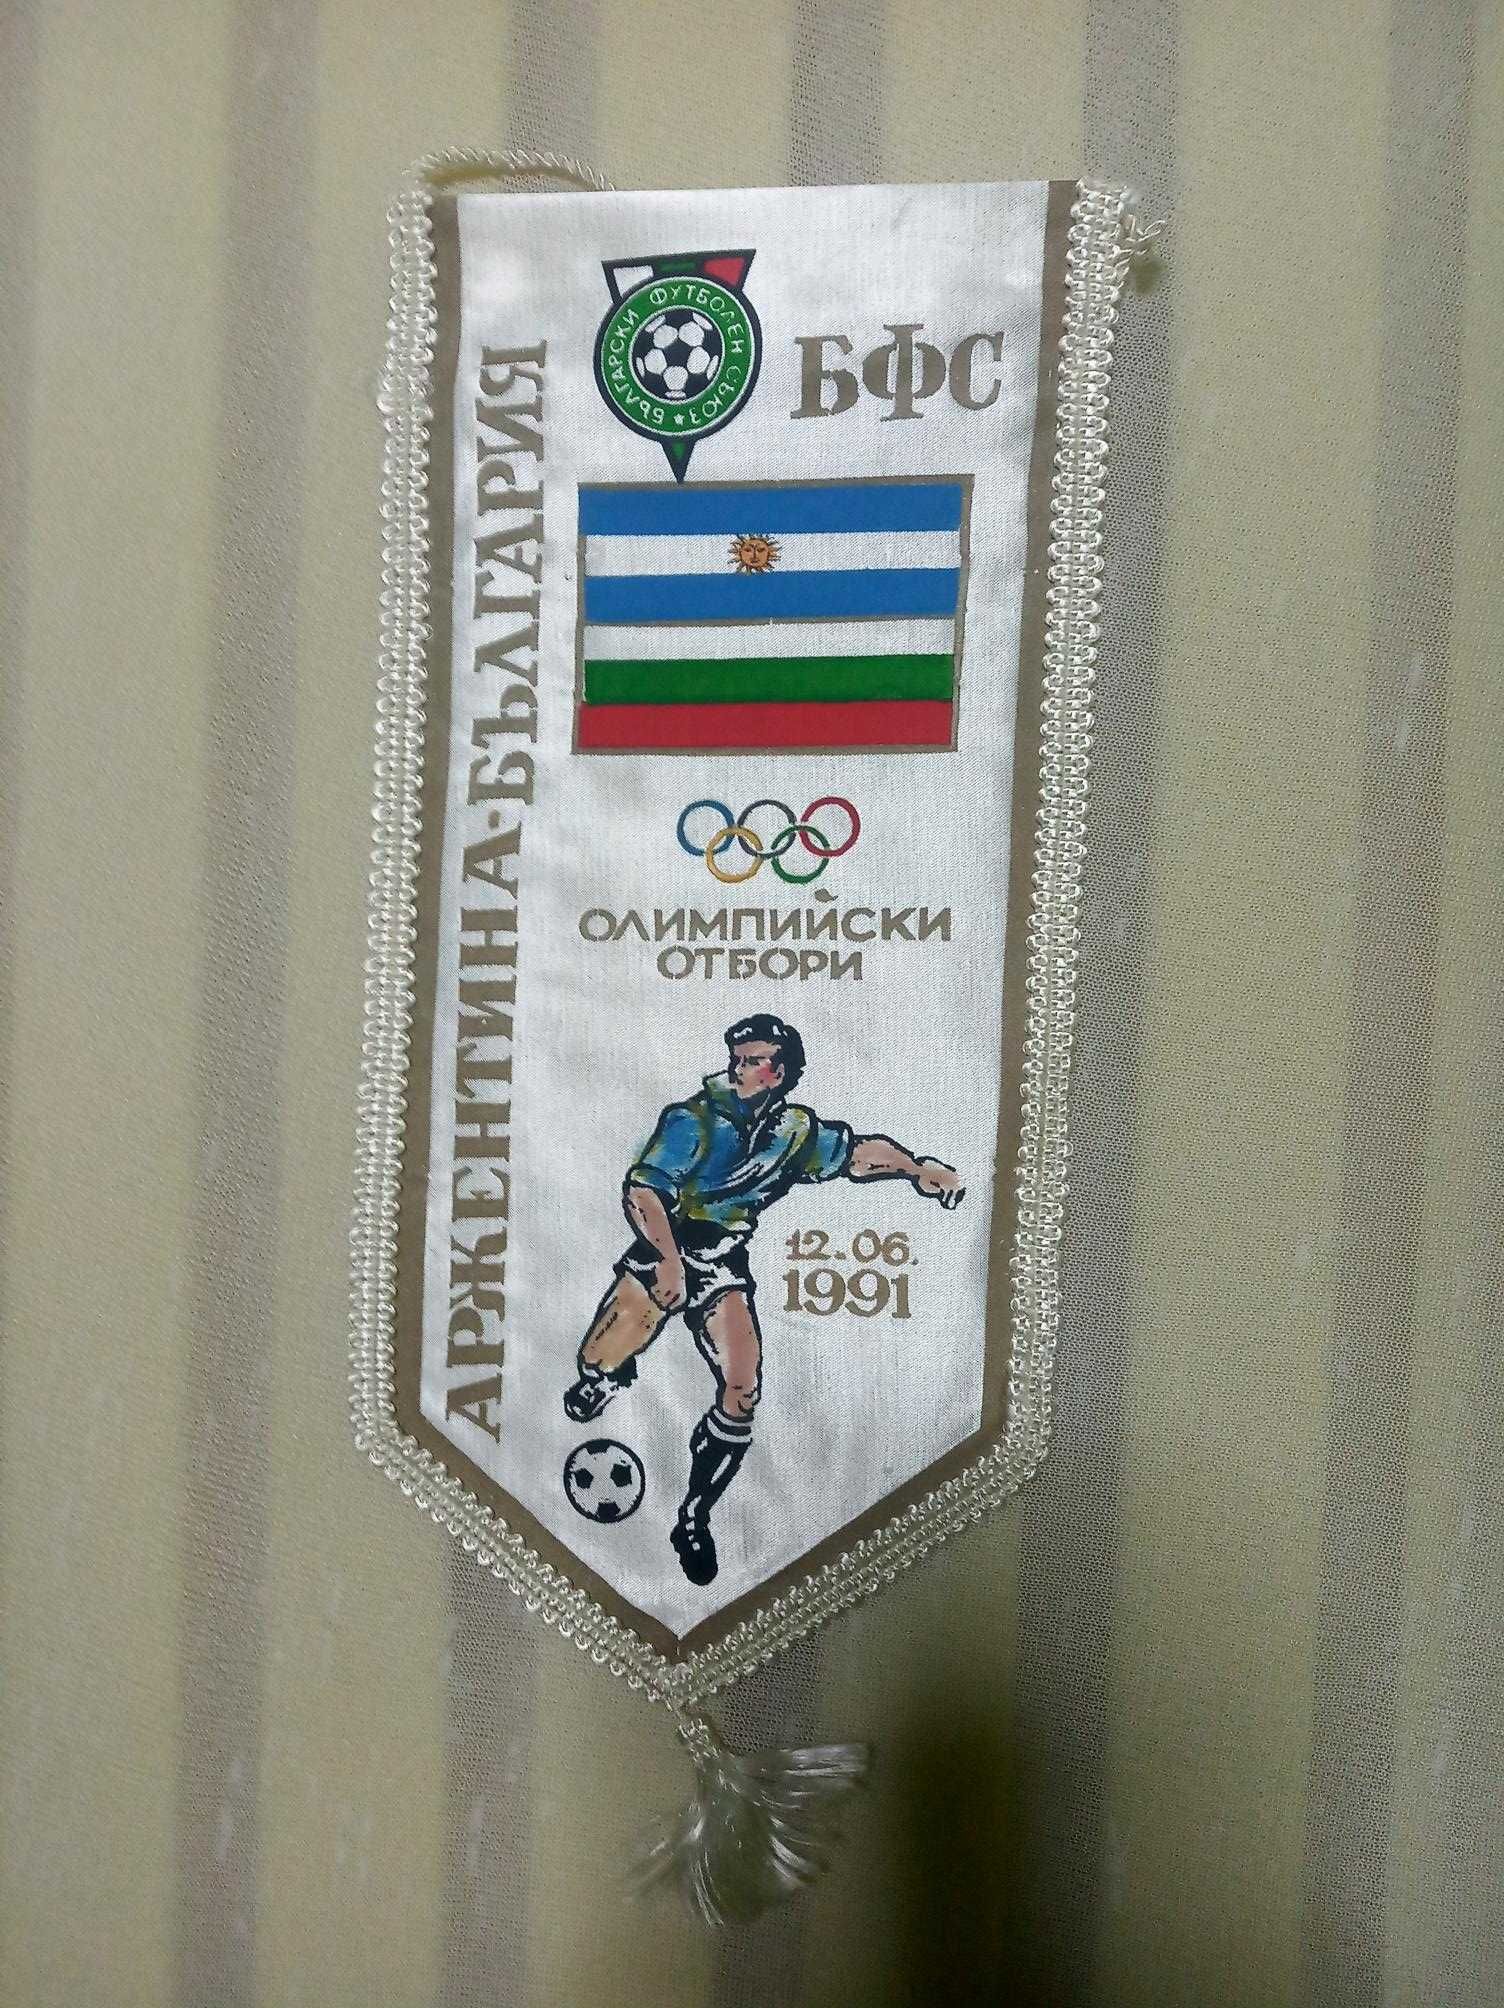 БЪЛГАРСКИ ФУТБОЛЕН СЪЮЗ
БФС
АРЖЕНТИНА·БЪЛГАРИЯ
ОЛИМПИЙСКИ
ОТБОРИ
12.06.
1991